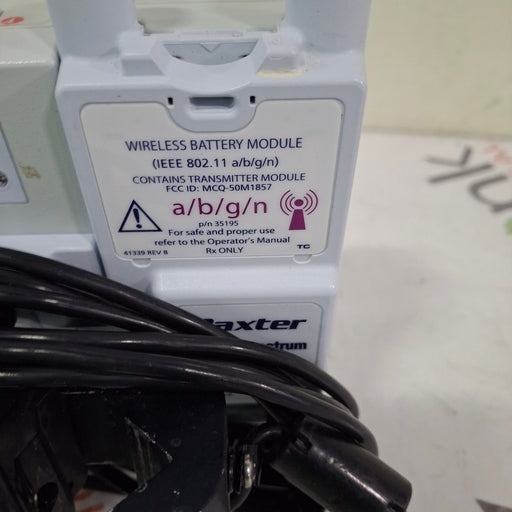 WIRELESS BATTERY MODULE
(IEEE 802.11 a/b/g/n)
CONTAINS TRANSMITTER MODULE
FCC ID: MCQ-50M1857
a/b/g/n
p/n 35195
For safe and proper use
refer to the Operator's Manual
41339 REV B
Rx ONLY
TC
Baxter